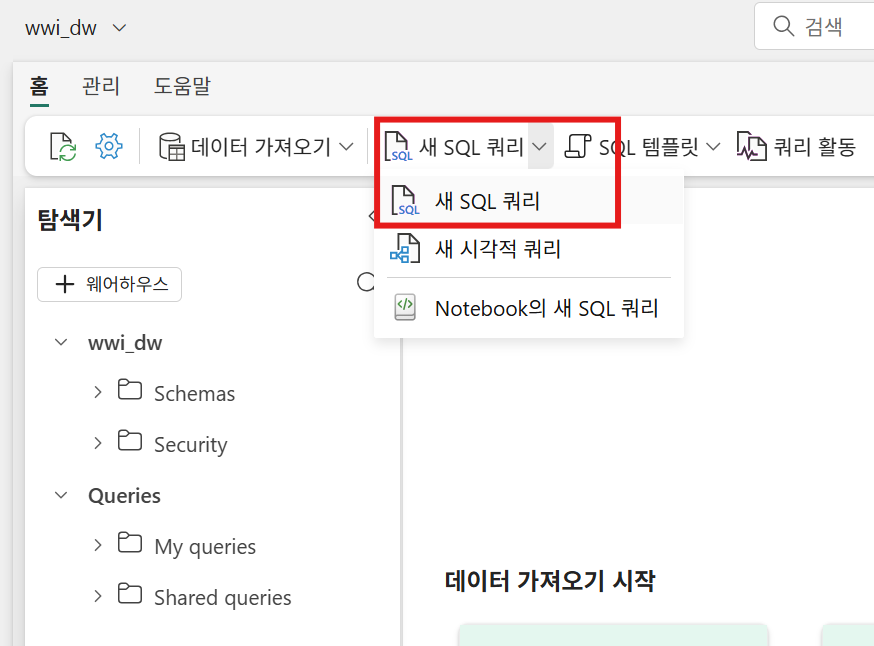 wwi_dw
검색
홈 관리 도움말
데이터 가져오기 SQL 새 SQL 쿼리 SQL 템플릿 쿼리 활동
SQL 새 SQL 쿼리
새 시각적 쿼리
Notebook의 새 SQL 쿼리
탐색기
웨어하우스
wwi_dw
Schemas
Security
Queries
My queries
Shared queries
데이터 가져오기 시작